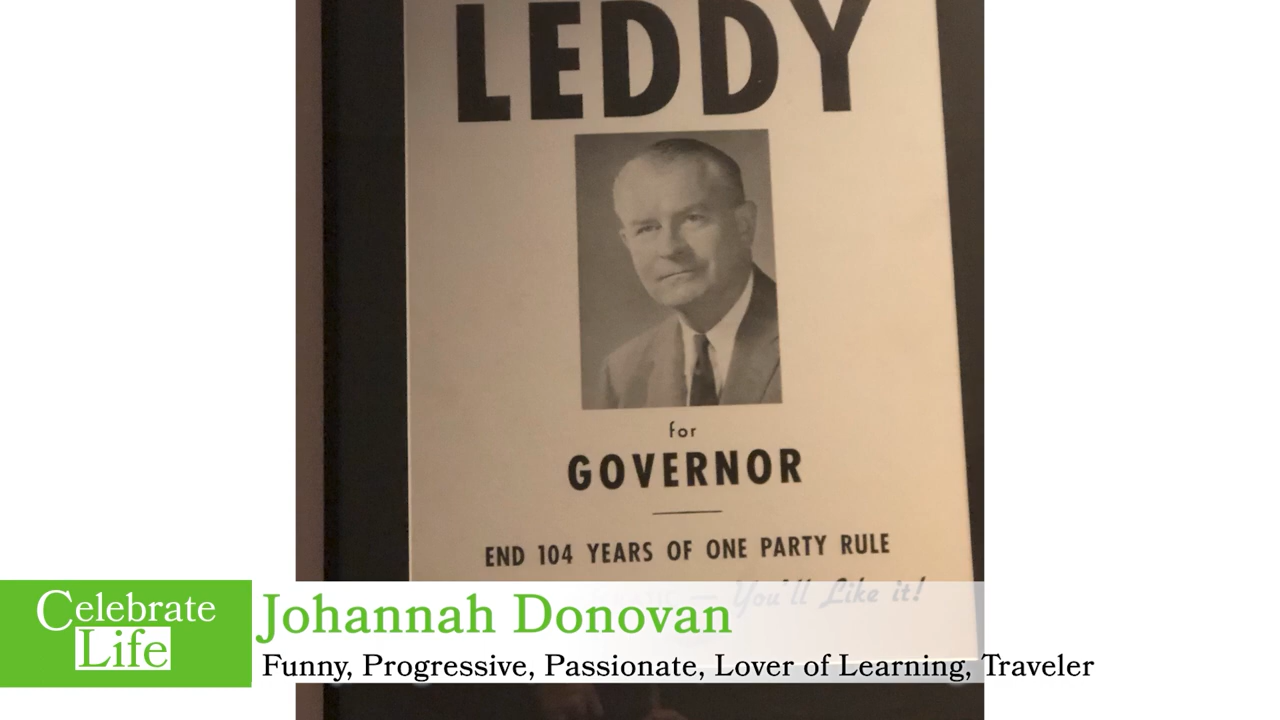 LEDDY
for
GOVERNOR
END 104 YEARS OF ONE PARTY RULE
— You'll Like it!
Celebrate
Life
Johannah Donovan
Funny, Progressive, Passionate, Lover of Learning, Traveler